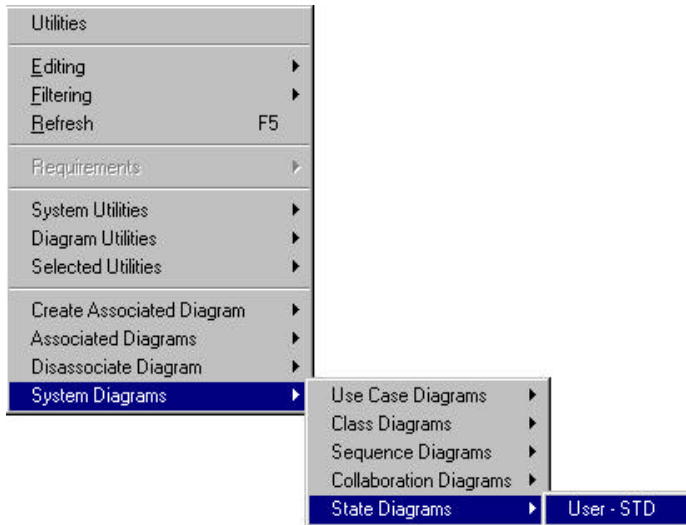 Utilities
Editing
Filtering
Refresh F5
Requirements
System Utilities
Diagram Utilities
Selected Utilities
Create Associated Diagram
Associated Diagrams
Disassociate Diagram
System Diagrams
Use Case Diagrams
Class Diagrams
Sequence Diagrams
Collaboration Diagrams
State Diagrams
User - STD